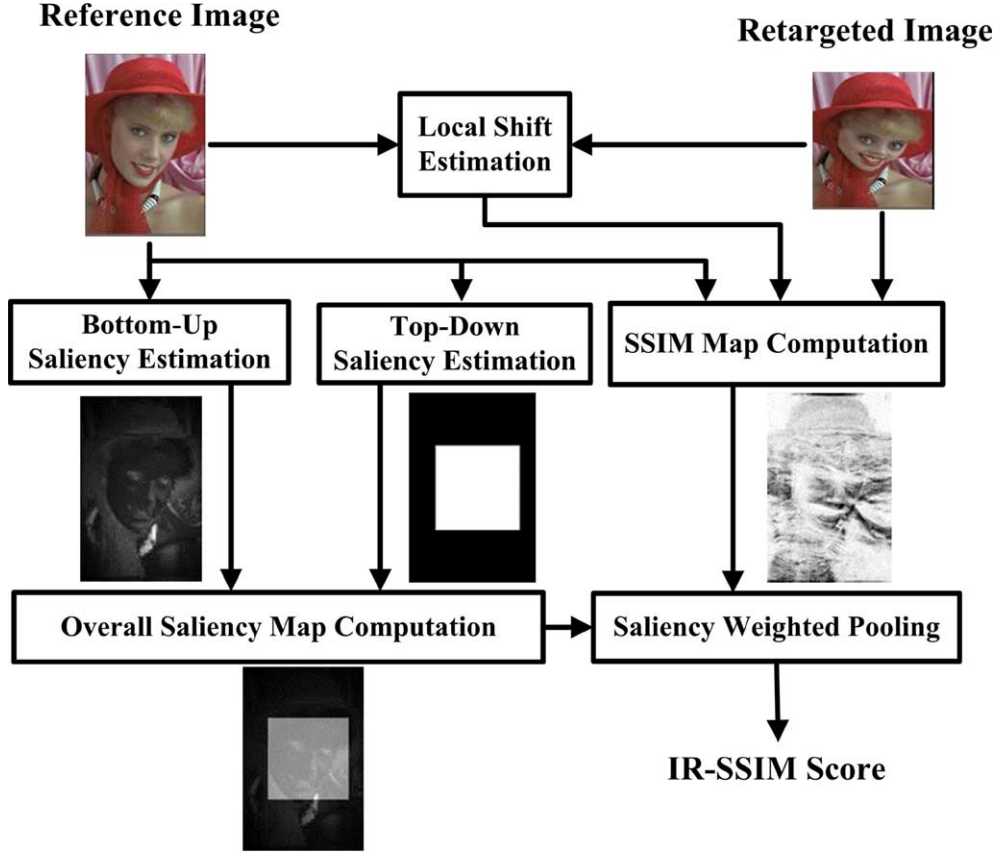 Reference Image
Retargeted Image
Local Shift
Estimation
Bottom-Up
Saliency Estimation
Top-Down
Saliency Estimation
SSIM Map Computation
Overall Saliency Map Computation
Saliency Weighted Pooling
IR-SSIM Score